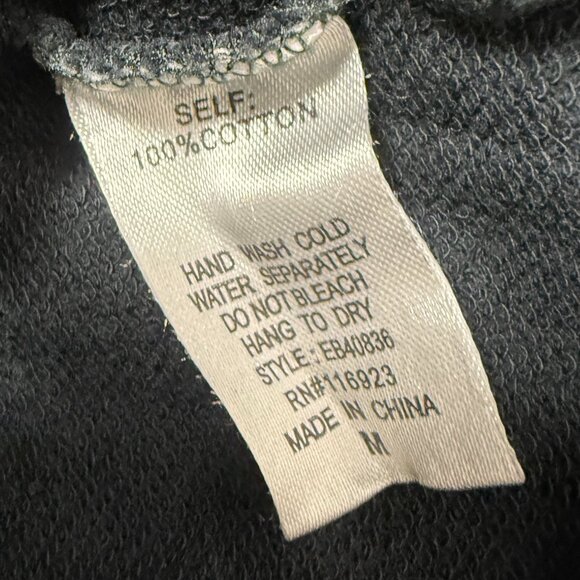 SELF:
100%COTTON
HAND WASH COLD
WATER SEPARATELY
DO NOT BLEACH
HANG TO DRY
STYLE: EB40836
RN#116923
MADE IN CHINA
M